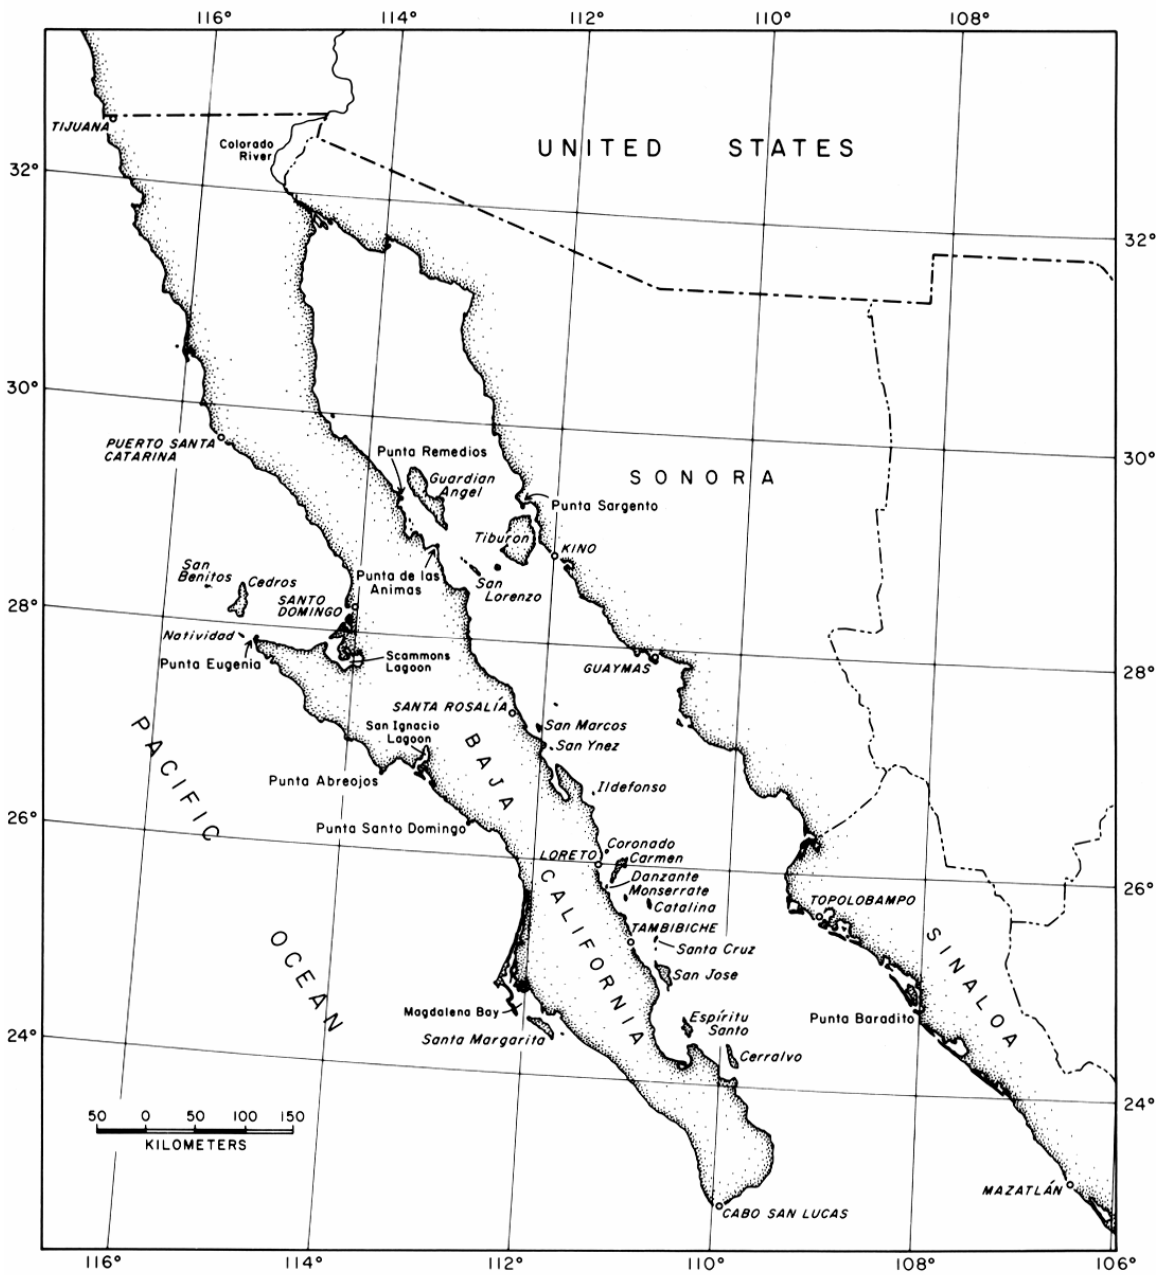 116° 114° 112° 110° 108°
TIJUANA
Colorado
River
UNITED STATES
32°
32°
30°
30°
PUERTO SANTA
CATARINA
Punta Remedios
Guardian
Angel
SONORA
Punta Sargento
Tiburon
KINO
San
Benitos
Cedros
Punta de las
Animas
San
Lorenzo
SANTO
DOMINGO
28°
28°
Natividad
Punta Eugenia
Scammons
Lagoon
GUAYMAS
SANTA ROSALÍA
San Marcos
San Ynez
San Ignacio
Lagoon
Punta Abreojos
Ildefonso
PACIFIC
OCEAN
BAJA
CALIFORNIA
26°
26°
Punta Santo Domingo
Coronado
LORETO
Carmen
Danzante
Monserrate
Catalina
TOPOLOBAMPO
TAMBIBICHE
Santa Cruz
San Jose
SINALOA
Magdalena Bay
Espíritu
Santo
Punta Baradito
Santa Margarita
Cerralvo
24°
24°
50 0 50 100 150
KILOMETERS
MAZATLÁN
CABO SAN LUCAS
116° 114° 112° 110° 108° 106°